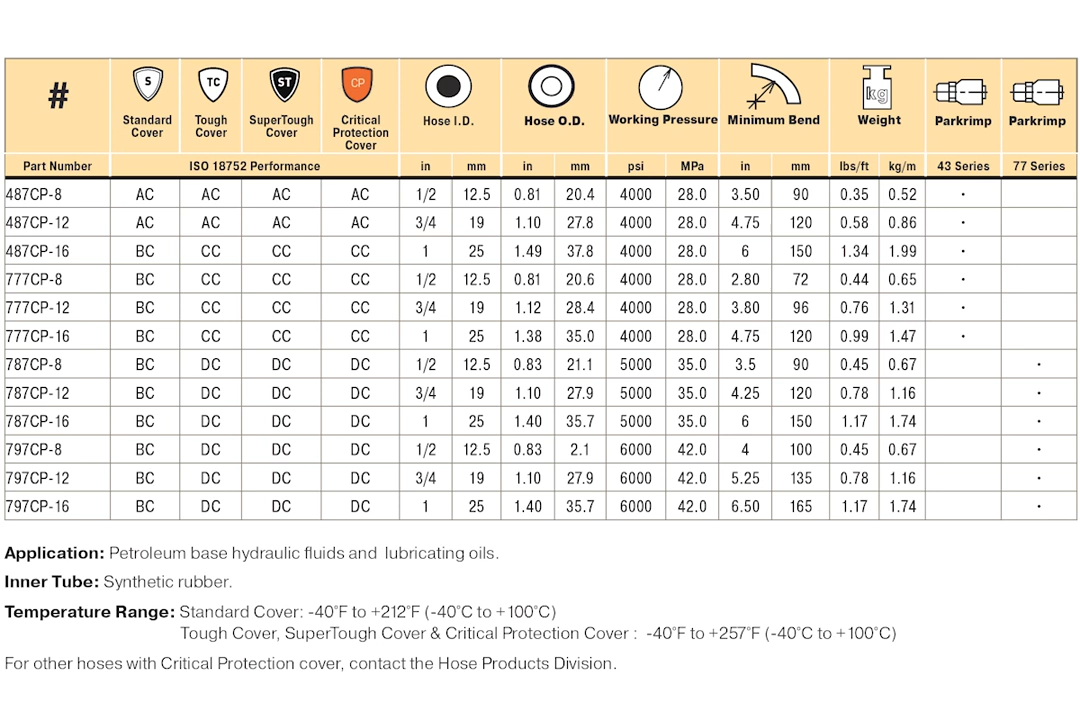 # S TC ST CP kg
Standard Cover Tough Cover SuperTough Cover Critical Protection Cover Hose I.D. Hose O.D. Working Pressure Minimum Bend Weight Parkrimp Parkrimp
Part Number ISO 18752 Performance in mm in mm psi MPa in mm lbs/ft kg/m 43 Series 77 Series
487CP-8 AC AC AC AC 1/2 12.5 0.81 20.4 4000 28.0 3.50 90 0.35 0.52 •
487CP-12 AC AC AC AC 3/4 19 1.10 27.8 4000 28.0 4.75 120 0.58 0.86 •
487CP-16 BC CC CC CC 1 25 1.49 37.8 4000 28.0 6 150 1.34 1.99 •
777CP-8 BC CC CC CC 1/2 12.5 0.81 20.6 4000 28.0 2.80 72 0.44 0.65 •
777CP-12 BC CC CC CC 3/4 19 1.12 28.4 4000 28.0 3.80 96 0.76 1.31 •
777CP-16 BC CC CC CC 1 25 1.38 35.0 4000 28.0 4.75 120 0.99 1.47 •
787CP-8 BC DC DC DC 1/2 12.5 0.83 21.1 5000 35.0 3.5 90 0.45 0.67 •
787CP-12 BC DC DC DC 3/4 19 1.10 27.9 5000 35.0 4.25 120 0.78 1.16 •
787CP-16 BC DC DC DC 1 25 1.40 35.7 5000 35.0 6 150 1.17 1.74 •
797CP-8 BC DC DC DC 1/2 12.5 0.83 2.1 6000 42.0 4 100 0.45 0.67 •
797CP-12 BC DC DC DC 3/4 19 1.10 27.9 6000 42.0 5.25 135 0.78 1.16 •
797CP-16 BC DC DC DC 1 25 1.40 35.7 6000 42.0 6.50 165 1.17 1.74 •
Application: Petroleum base hydraulic fluids and lubricating oils.
Inner Tube: Synthetic rubber.
Temperature Range: Standard Cover: -40°F to +212°F (-40°C to +100°C)
Tough Cover, SuperTough Cover & Critical Protection Cover : -40°F to +257°F (-40°C to +100°C)
For other hoses with Critical Protection cover, contact the Hose Products Division.